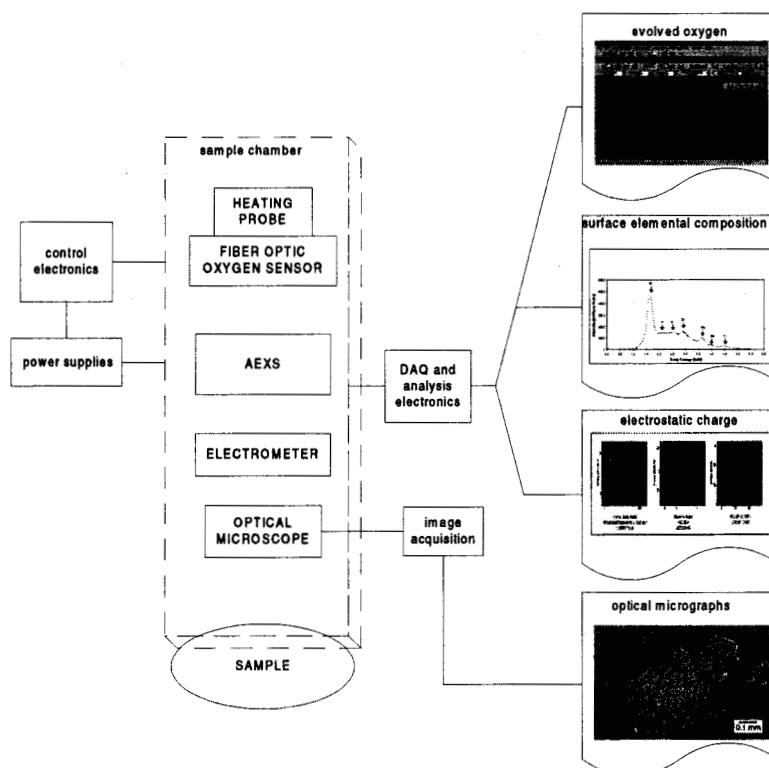 evolved oxygen
sample chamber
HEATING
PROBE
FIBER OPTIC
OXYGEN SENSOR
control
electronics
power supplies
AEXS
ELECTROMETER
OPTICAL
MICROSCOPE
SAMPLE
DAQ and
analysis
electronics
image
acquisition
surface elemental composition
electrostatic charge
optical micrographs
0.1 mm